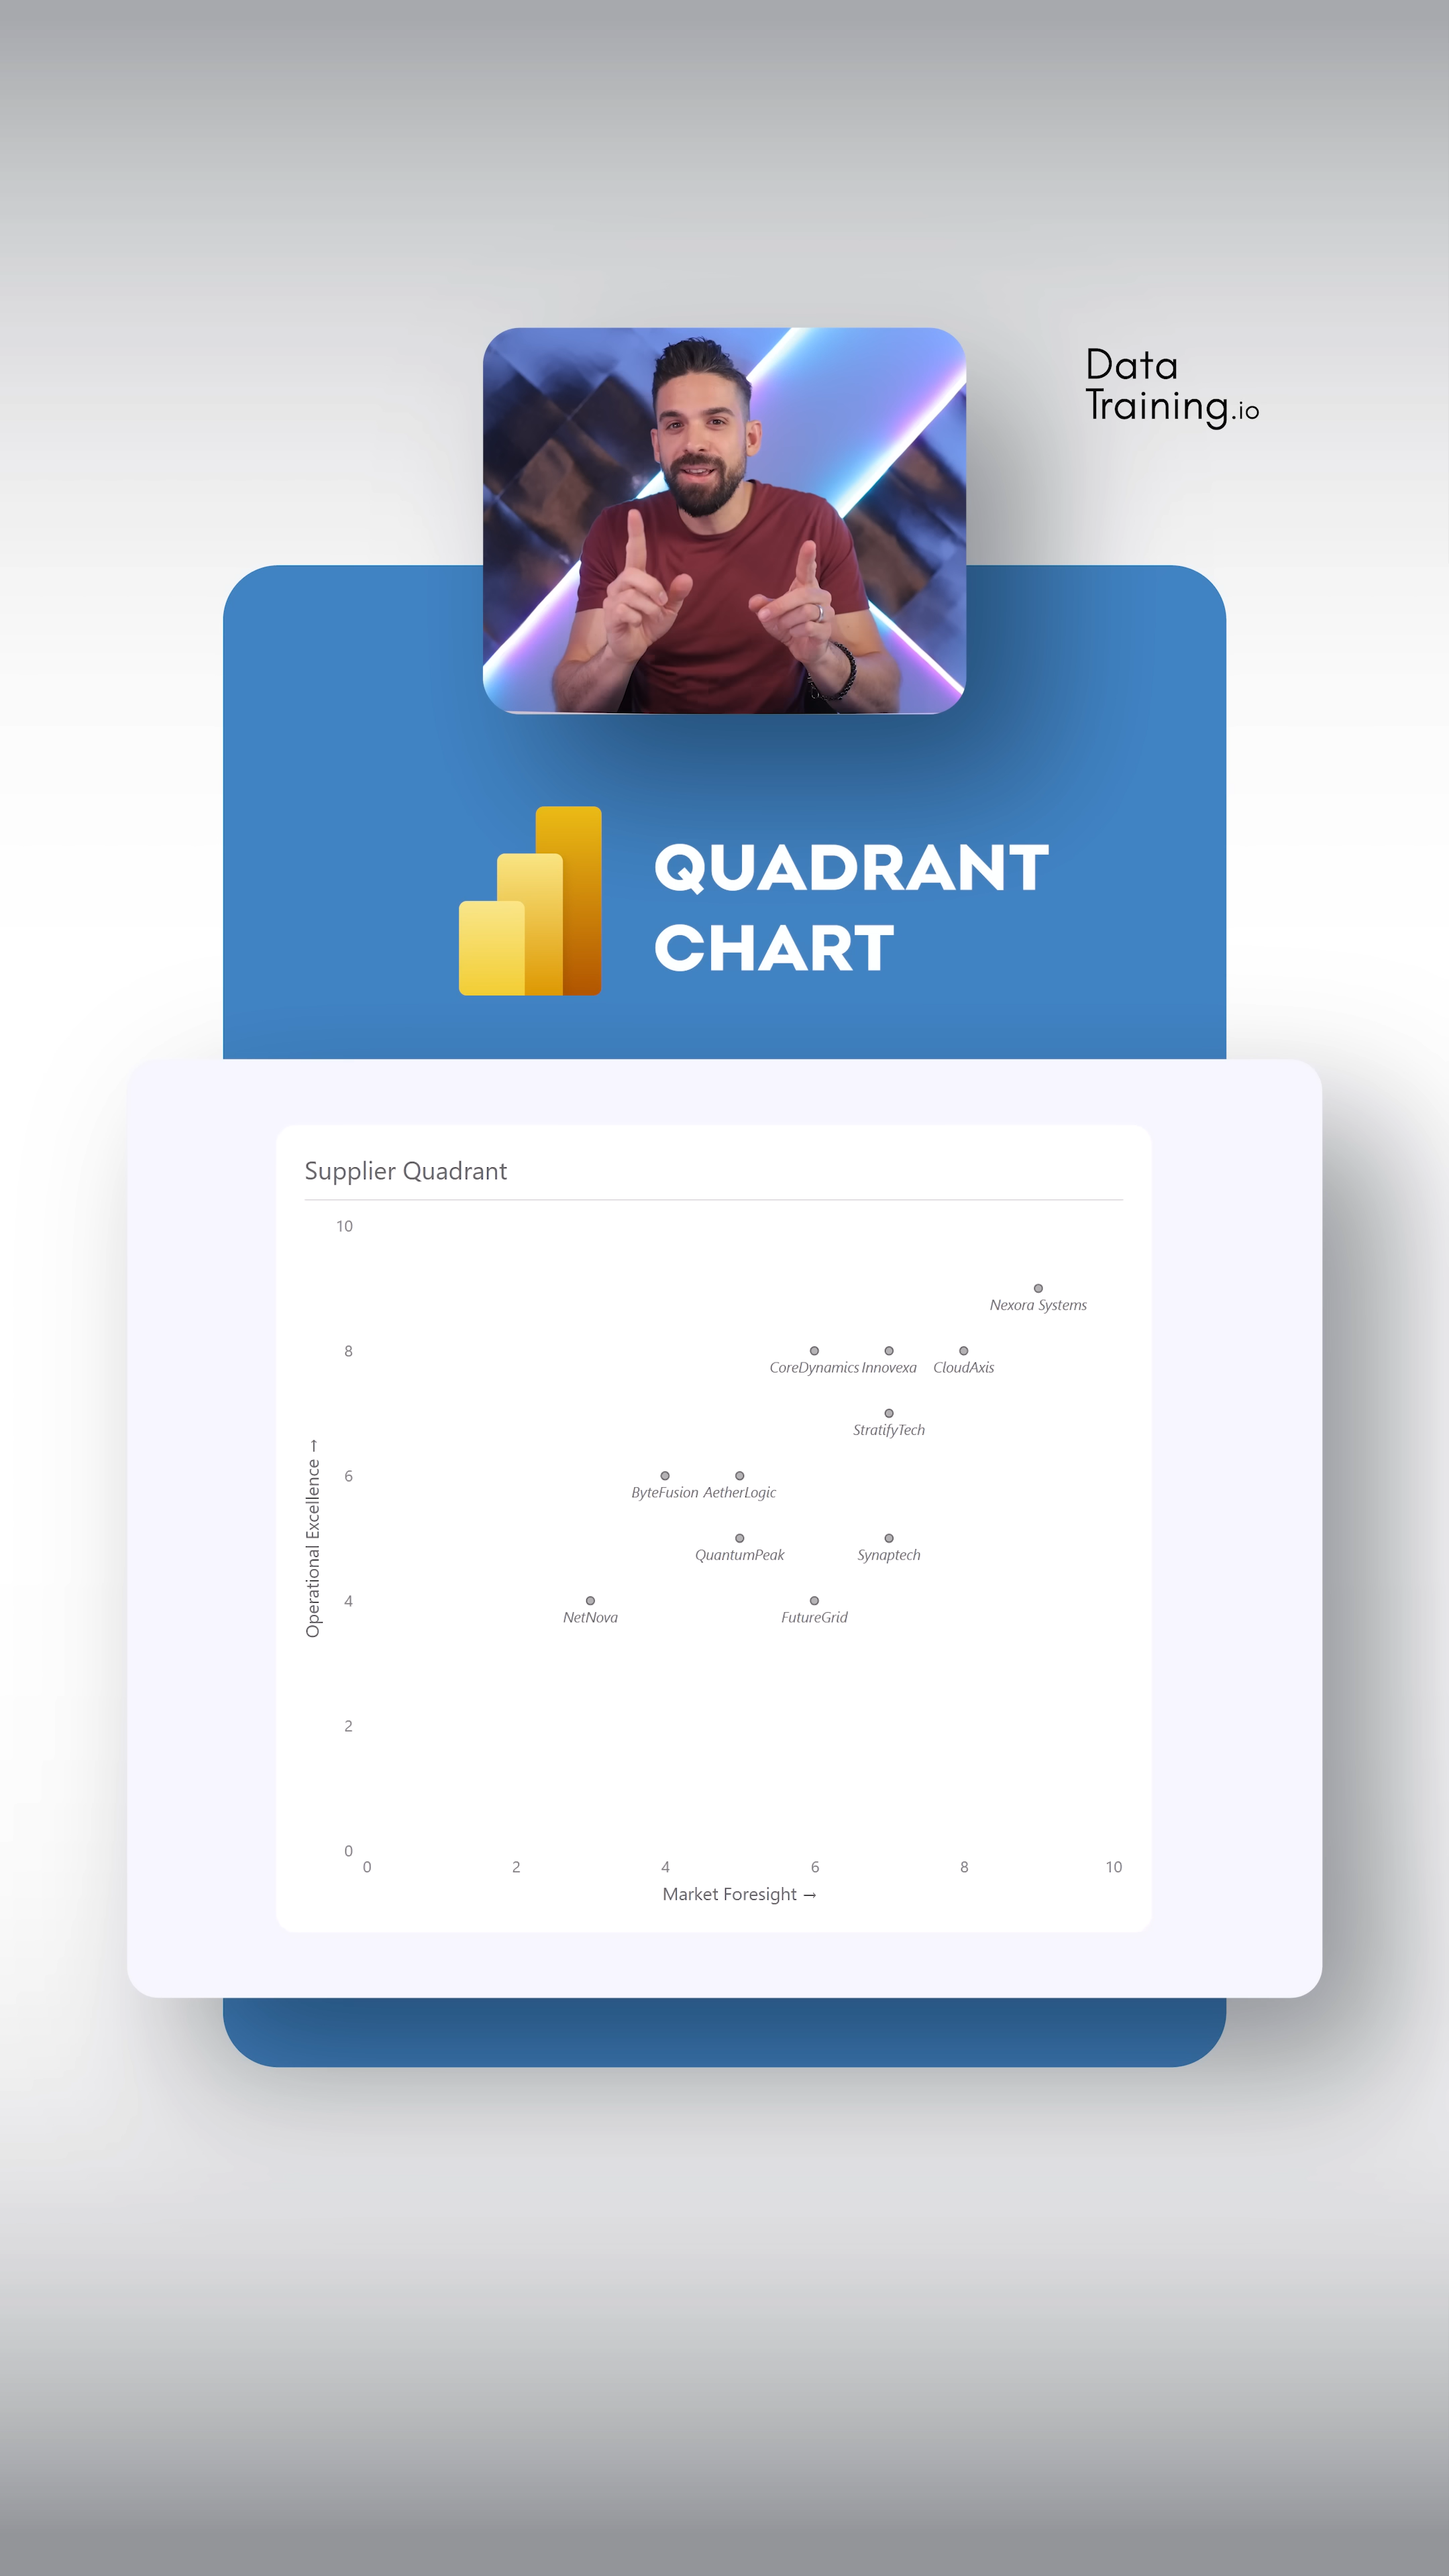 Data
Training.io
QUADRANT
CHART
Supplier Quadrant
10
Nexora Systems
8
CoreDynamics Innovexa CloudAxis
StratifyTech
Operational Excellence →
6
ByteFusion AetherLogic
QuantumPeak Synaptech
4
NetNova FutureGrid
2
0
0 2 4 6 8 10
Market Foresight →